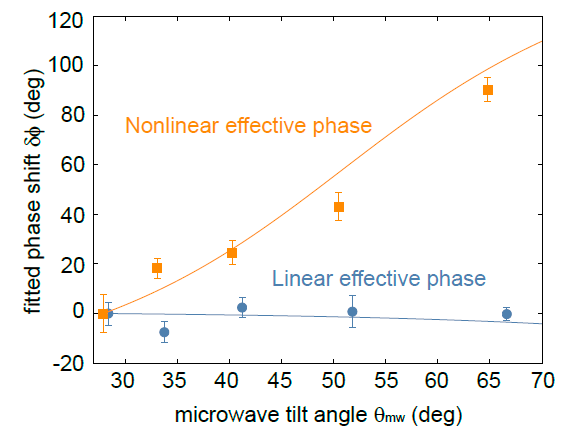 120
100
80
60
40
20
0
-20
fitted phase shift δϕ (deg)
Nonlinear effective phase
Linear effective phase
30 35 40 45 50 55 60 65 70
microwave tilt angle θmw (deg)